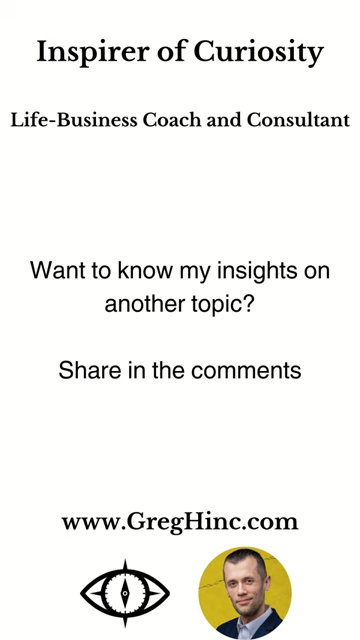 Inspirer of Curiosity
Life-Business Coach and Consultant
Want to know my insights on
another topic?
Share in the comments
www.GregHinc.com